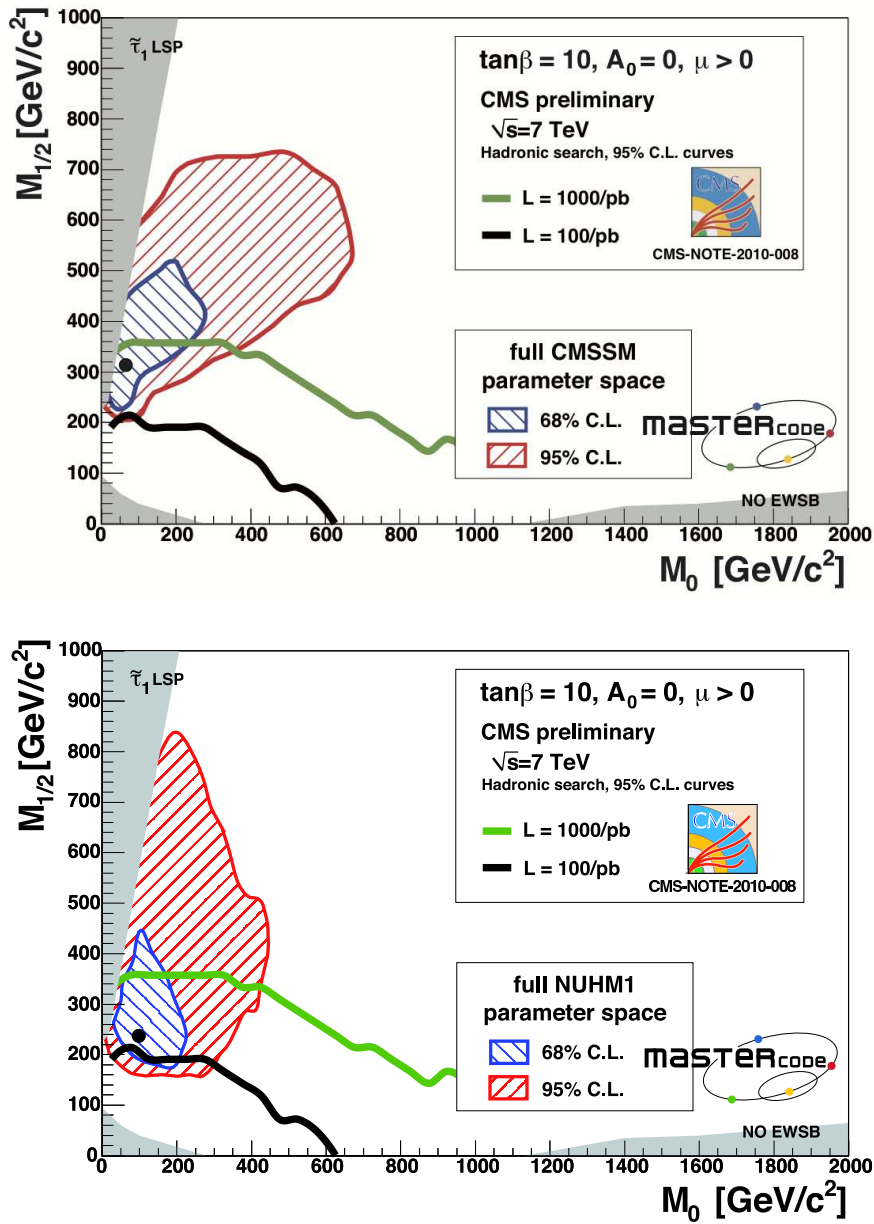 M1/2 [GeV/c²]
1000
900
800
700
600
500
400
300
200
100
0
τ̃1 LSP
tanβ = 10, A0 = 0, μ > 0
CMS preliminary
√s=7 TeV
Hadronic search, 95% C.L. curves
L = 1000/pb
L = 100/pb
CMS
CMS-NOTE-2010-008
full CMSSM
parameter space
68% C.L.
95% C.L.
masTERcODE
NO EWSB
0 200 400 600 800 1000 1200 1400 1600 1800 2000
M0 [GeV/c²]
M1/2 [GeV/c²]
1000
900
800
700
600
500
400
300
200
100
0
τ̃1 LSP
tanβ = 10, A0 = 0, μ > 0
CMS preliminary
√s=7 TeV
Hadronic search, 95% C.L. curves
L = 1000/pb
L = 100/pb
CMS
CMS-NOTE-2010-008
full NUHM1
parameter space
68% C.L.
95% C.L.
masTERcODE
NO EWSB
0 200 400 600 800 1000 1200 1400 1600 1800 2000
M0 [GeV/c²]